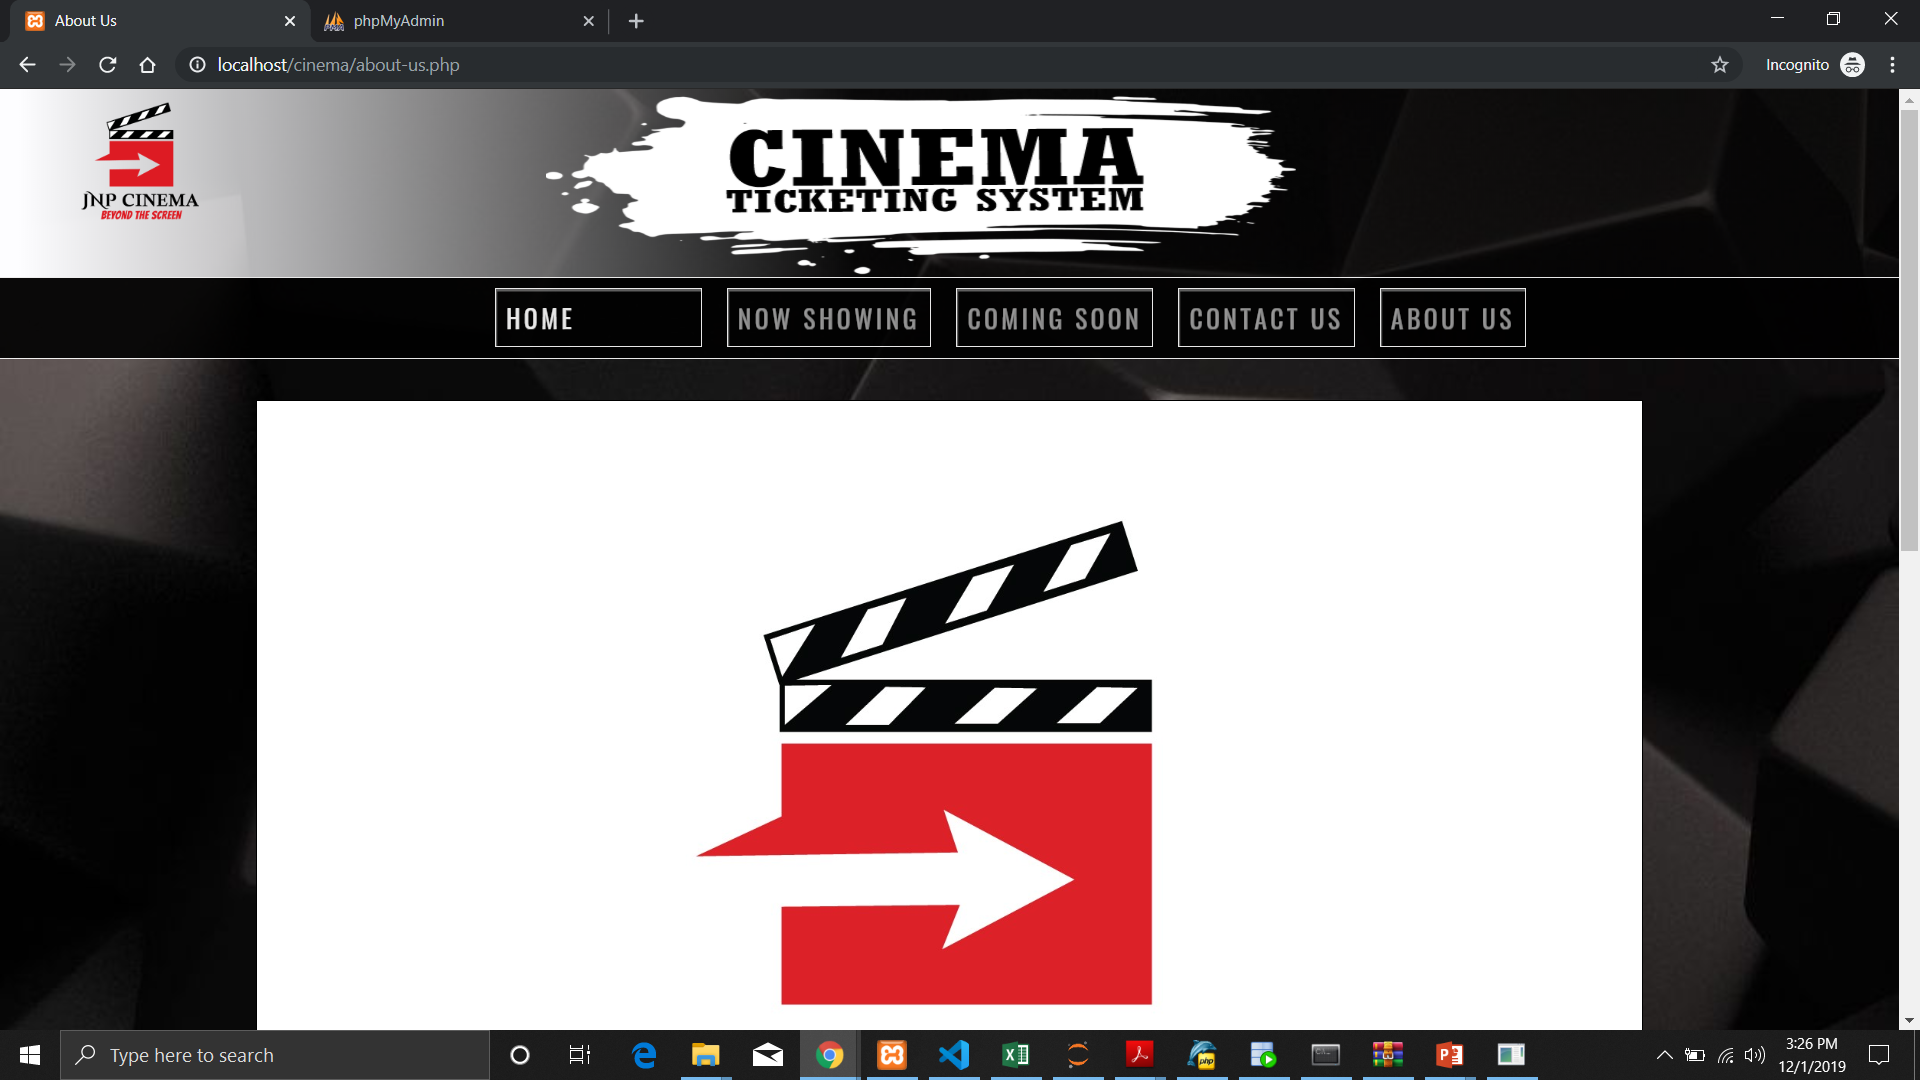 About Us
phpMyAdmin
localhost/cinema/about-us.php
Incognito
JNP CINEMA
BEYOND THE SCREEN
CINEMA
TICKETING SYSTEM
HOME
NOW SHOWING
COMING SOON
CONTACT US
ABOUT US
Type here to search
3:26 PM
12/1/2019